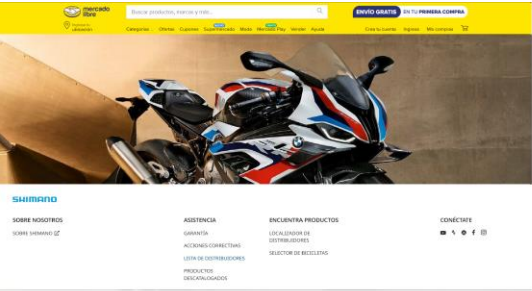 mercado
libre
Buscar productos, marcas y más...
ENVÍO GRATIS EN TU PRIMERA COMPRA
ubicación
Categorías Ofertas Cupones Supermercado Moda Mercado Play Vender Ayuda
Crea tu cuenta Ingresa Mis compras
SHIMANO
SOBRE NOSOTROS
SOBRE SHIMANO
ASISTENCIA
GARANTÍA
ACCIONES CORRECTIVAS
LISTA DE DISTRIBUIDORES
PRODUCTOS
DESCATALOGADOS
ENCUENTRA PRODUCTOS
LOCALIZADOR DE
DISTRIBUIDORES
SELECTOR DE BICICLETAS
CONÉCTATE